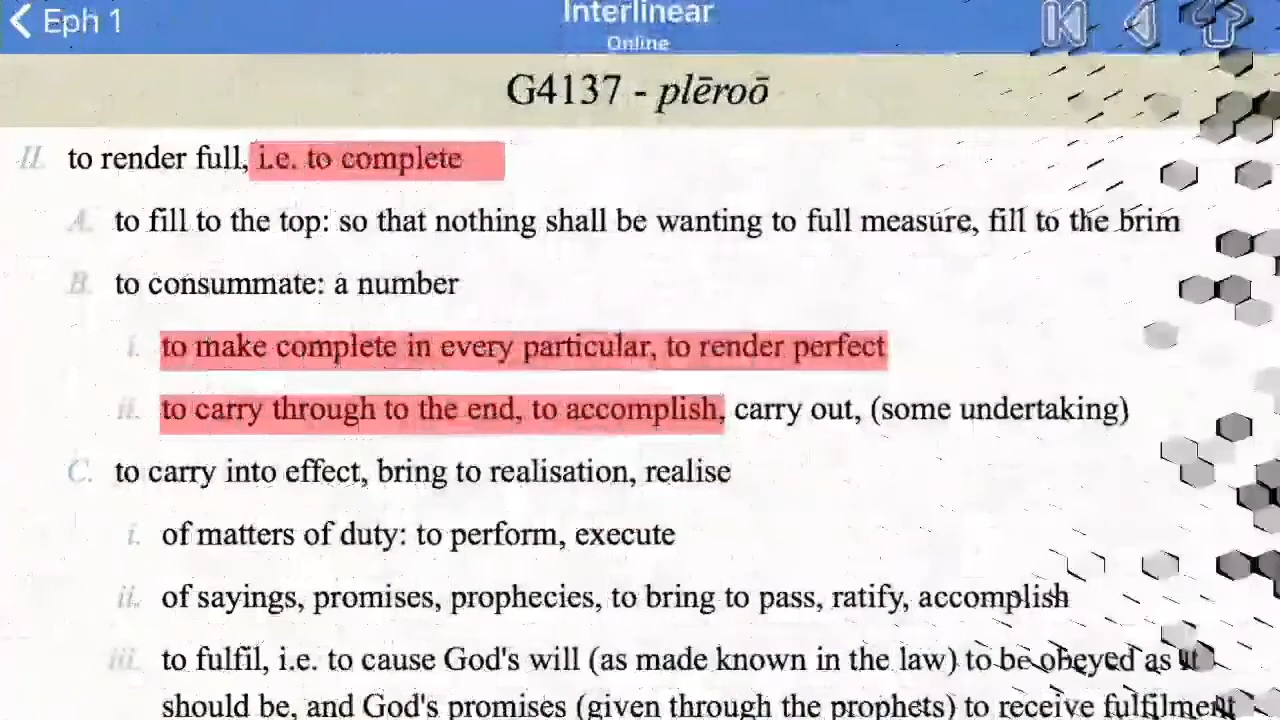 Eph 1
Interlinear
Online
G4137 - plēroō
II. to render full, i.e. to complete
A. to fill to the top: so that nothing shall be wanting to full measure, fill to the brim
B. to consummate: a number
i. to make complete in every particular, to render perfect
ii. to carry through to the end, to accomplish, carry out, (some undertaking)
C. to carry into effect, bring to realisation, realise
i. of matters of duty: to perform, execute
ii. of sayings, promises, prophecies, to bring to pass, ratify, accomplish
iii. to fulfil, i.e. to cause God's will (as made known in the law) to be obeyed as it
should be, and God's promises (given through the prophets) to receive fulfilment